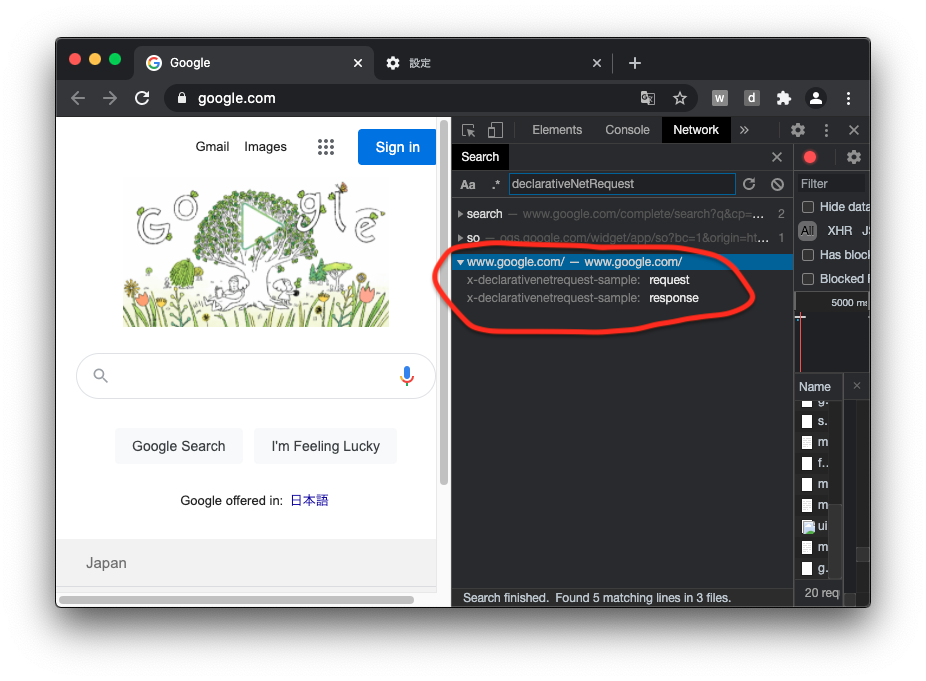 Google
設定
google.com
w
d
Gmail
Images
Sign in
Google
Google Search
I'm Feeling Lucky
Google offered in: 日本語
Japan
Elements
Console
Network
»
Search
Aa
.*
declarativeNetRequest
search — www.google.com/complete/search?q&cp=… 2
so — ogs.google.com/widget/app/so?bc=1&origin=ht… 1
www.google.com/ — www.google.com/
x-declarativenetrequest-sample: request
x-declarativenetrequest-sample: response
Search finished. Found 5 matching lines in 3 files.
Filter
Hide data
All
XHR
JS
Has block
Blocked R
5000 ms
Name
g.
s.
m
f..
m
m
ui
m
g.
20 req